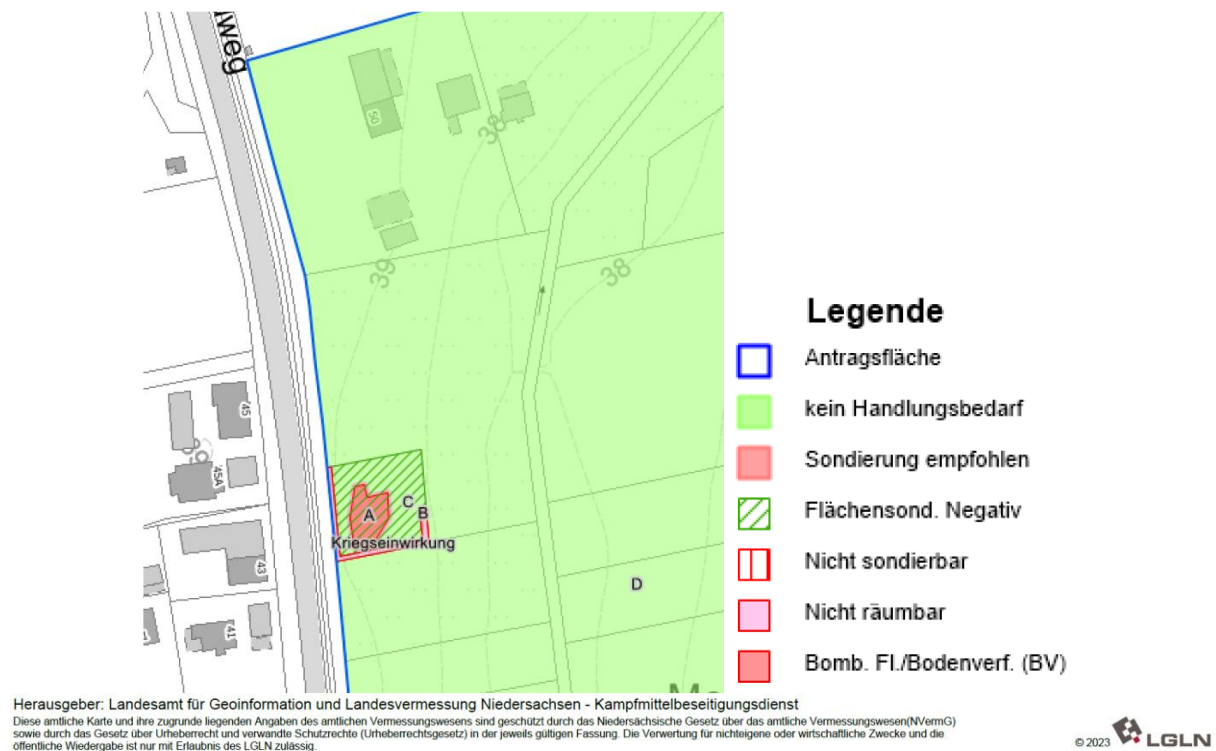 weg
50
38
39
38
45
39
45A
A
C
B
Kriegseinwirkung
43
D
41
Legende
Antragsfläche
kein Handlungsbedarf
Sondierung empfohlen
Flächensond. Negativ
Nicht sondierbar
Nicht räumbar
Bomb. Fl./Bodenverf. (BV)
Herausgeber: Landesamt für Geoinformation und Landesvermessung Niedersachsen - Kampfmittelbeseitigungsdienst
Diese amtliche Karte und ihre zugrunde liegenden Angaben des amtlichen Vermessungswesens sind geschützt durch das Niedersächsische Gesetz über das amtliche Vermessungswesen(NVermG)
sowie durch das Gesetz über Urheberrecht und verwandte Schutzrechte (Urheberrechtsgesetz) in der jeweils gültigen Fassung. Die Verwertung für nichteigene oder wirtschaftliche Zwecke und die
öffentliche Wiedergabe ist nur mit Erlaubnis des LGLN zulässig.
© 2023 LGLN